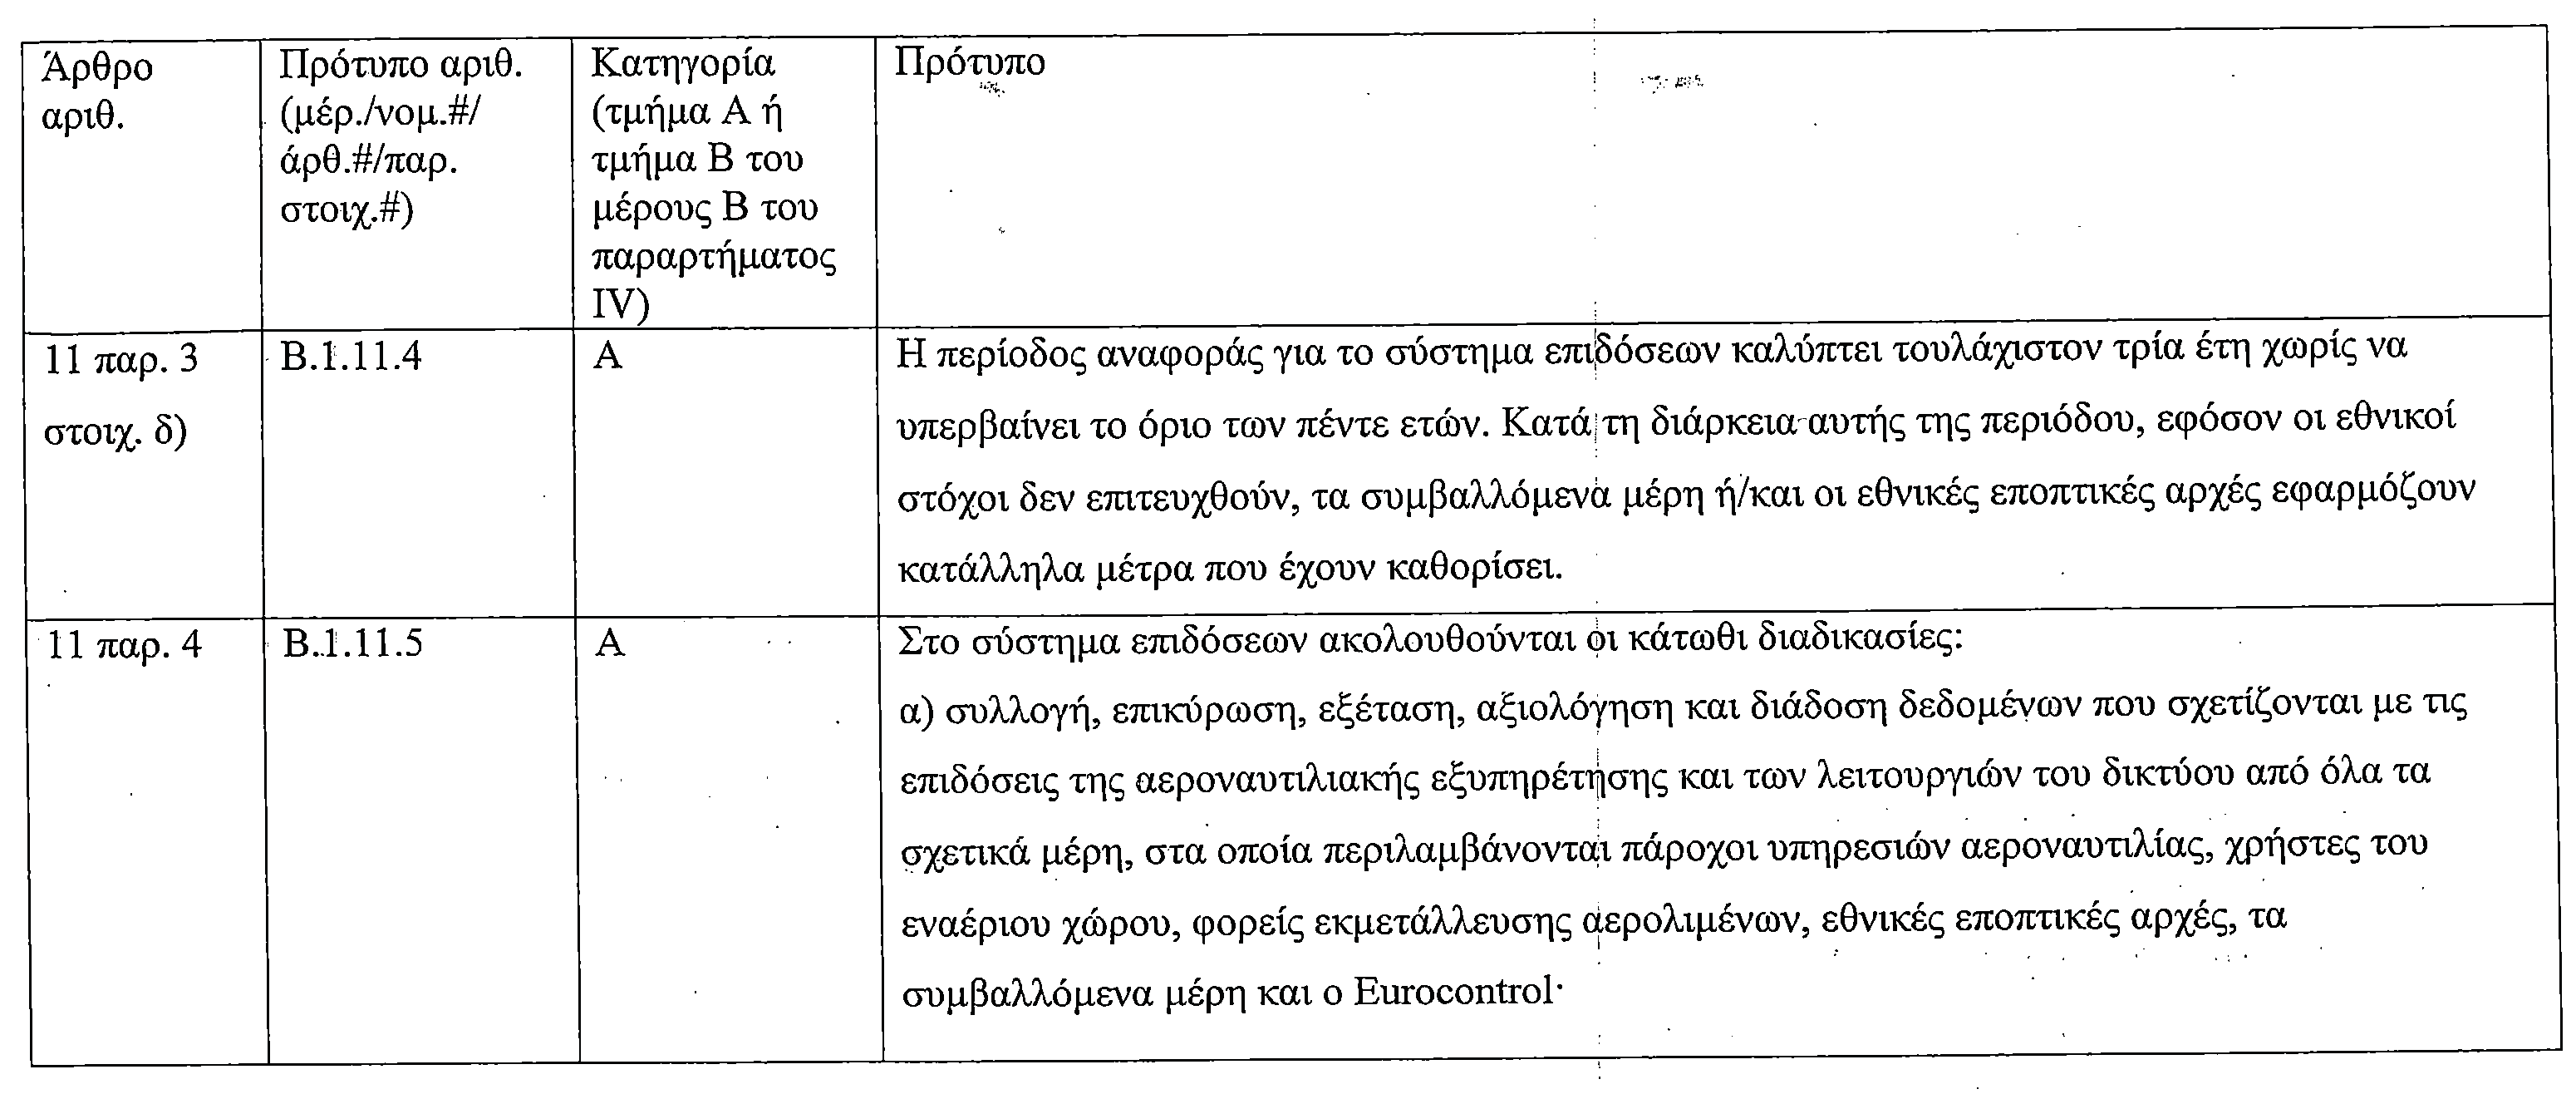 Άρθρο
αριθ.
Πρότυπο αριθ.
(μέρ./νομ.#/
άρθ.#/παρ.
στοιχ.#)
Κατηγορία
(τμήμα Α ή
τμήμα Β του
μέρους Β του
παραρτήματος
IV)
Πρότυπο
11 παρ. 3
στοιχ. δ)
Β.1.11.4
Α
Η περίοδος αναφοράς για το σύστημα επιδόσεων καλύπτει τουλάχιστον τρία έτη χωρίς να
υπερβαίνει το όριο των πέντε ετών. Κατά τη διάρκεια αυτής της περιόδου, εφόσον οι εθνικοί
στόχοι δεν επιτευχθούν, τα συμβαλλόμενα μέρη ή/και οι εθνικές εποπτικές αρχές εφαρμόζουν
κατάλληλα μέτρα που έχουν καθορίσει.
11 παρ. 4
Β.1.11.5
Α
Στο σύστημα επιδόσεων ακολουθούνται οι κάτωθι διαδικασίες:
α) συλλογή, επικύρωση, εξέταση, αξιολόγηση και διάδοση δεδομένων που σχετίζονται με τις
επιδόσεις της αεροναυτιλιακής εξυπηρέτησης και των λειτουργιών του δικτύου από όλα τα
σχετικά μέρη, στα οποία περιλαμβάνονται πάροχοι υπηρεσιών αεροναυτιλίας, χρήστες του
εναέριου χώρου, φορείς εκμετάλλευσης αερολιμένων, εθνικές εποπτικές αρχές, τα
συμβαλλόμενα μέρη και ο Eurocontrol·